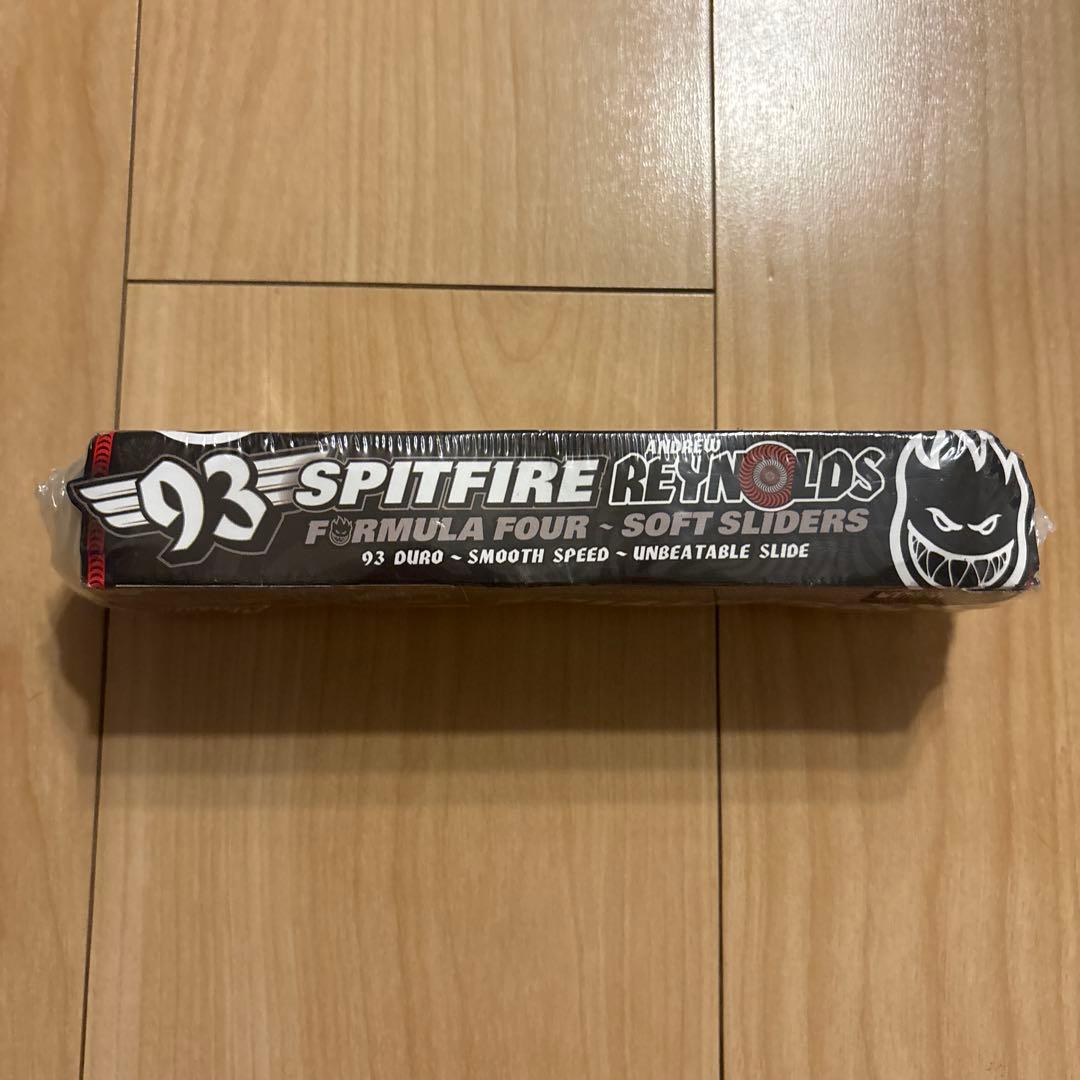 93 SPITFIRE ANDREW REYNOLDS
FORMULA FOUR ~ SOFT SLIDERS
93 DURO ~ SMOOTH SPEED ~ UNBEATABLE SLIDE